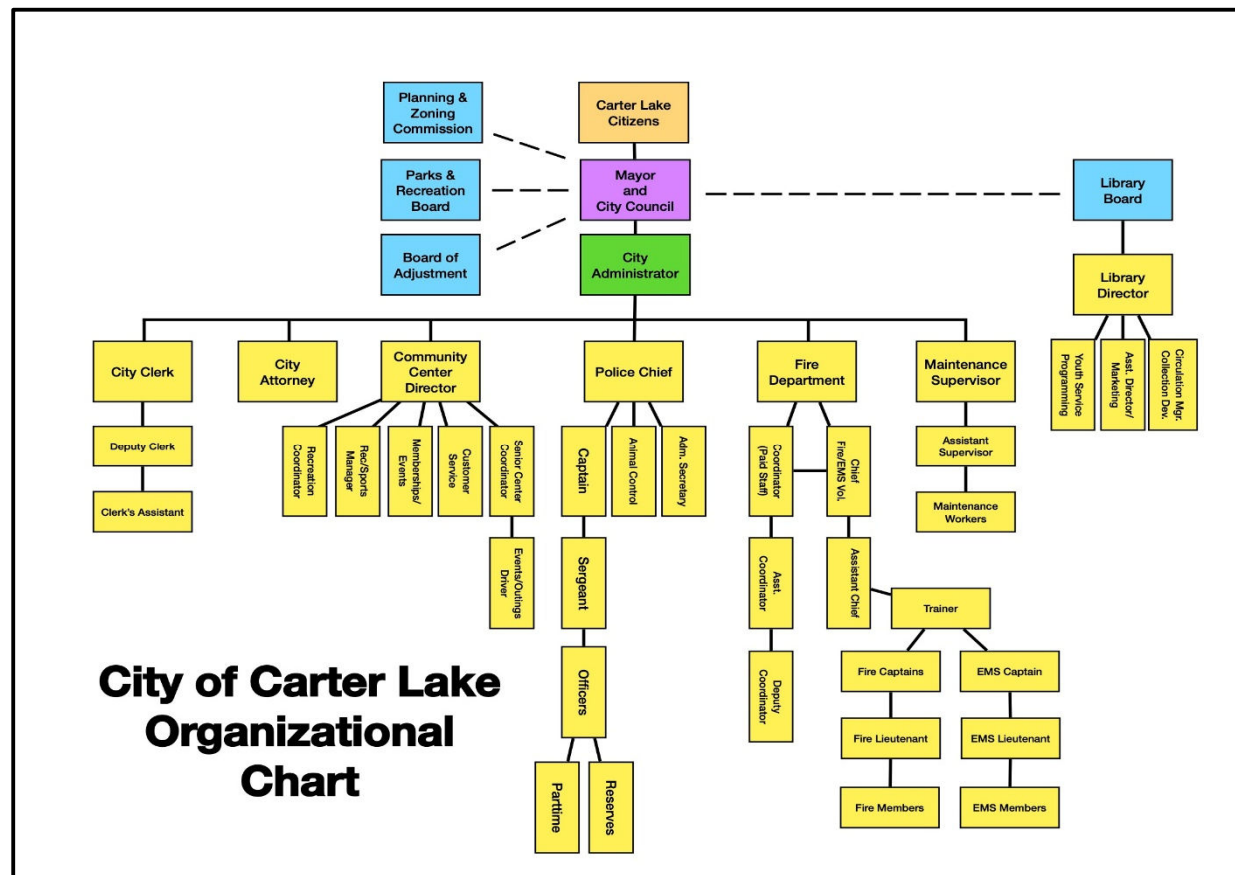 Planning &
Zoning
Commission
Carter Lake
Citizens
Parks &
Recreation
Board
Mayor
and
City Council
Library
Board
Board of
Adjustment
City
Administrator
Library
Director
Youth Service
Programming
Asst. Director/
Marketing
Circulation Mgr.
Collection Dev.
City Clerk
City
Attorney
Community
Center
Director
Police Chief
Fire
Department
Maintenance
Supervisor
Deputy Clerk
Clerk's Assistant
Recreation
Coordinator
Rec/Sports
Manager
Memberships/
Events
Customer
Service
Senior Center
Coordinator
Events/Outings
Driver
Captain
Animal Control
Adm. Secretary
Sergeant
Officers
Parttime
Reserves
Coordinator
(Paid Staff)
Chief
Fire/EMS Vol.
Asst.
Coordinator
Deputy
Coordinator
Assistant Chief
Trainer
Fire Captains
EMS Captain
Fire Lieutenant
EMS Lieutenant
Fire Members
EMS Members
Assistant
Supervisor
Maintenance
Workers
City of Carter Lake
Organizational
Chart